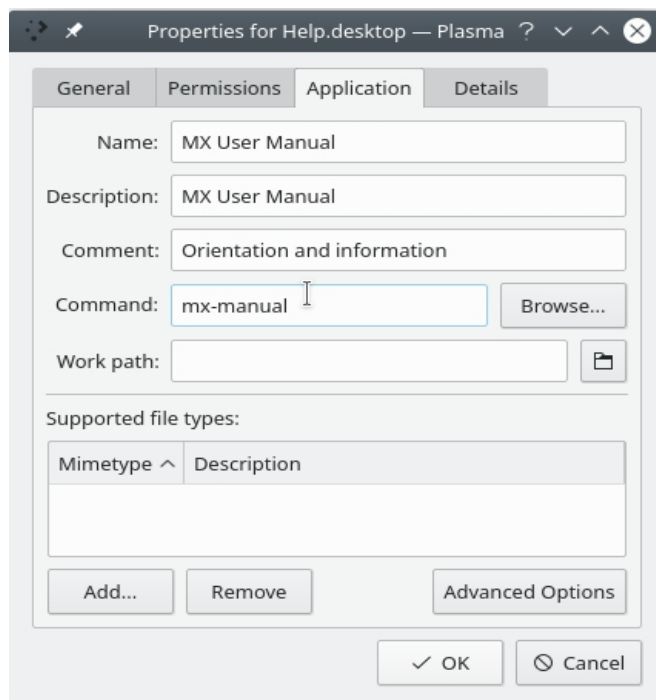 Properties for Help.desktop — Plasma ?
General Permissions Application Details
Name: MX User Manual
Description: MX User Manual
Comment: Orientation and information
Command: mx-manual Browse...
Work path:
Supported file types:
Mimetype Description
Add... Remove Advanced Options
OK Cancel